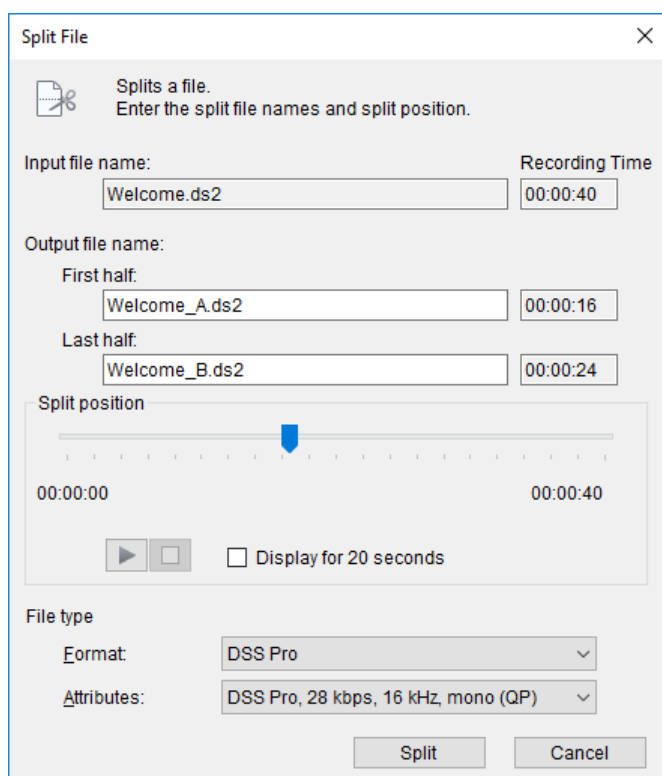 Split File
Splits a file.
Enter the split file names and split position.
Input file name:
Recording Time
Welcome.ds2
00:00:40
Output file name:
First half:
Welcome_A.ds2
00:00:16
Last half:
Welcome_B.ds2
00:00:24
Split position
00:00:00
00:00:40
Display for 20 seconds
File type
Format:
DSS Pro
Attributes:
DSS Pro, 28 kbps, 16 kHz, mono (QP)
Split
Cancel